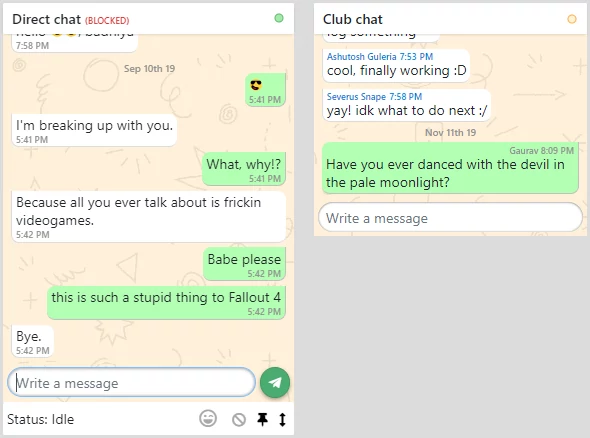 Direct chat (BLOCKED)
7:58 PM
Sep 10th 19
5:41 PM
I'm breaking up with you.
5:41 PM
What, why!?
5:41 PM
Because all you ever talk about is frickin
videogames.
5:42 PM
Babe please
5:42 PM
this is such a stupid thing to Fallout 4
5:42 PM
Bye.
5:42 PM
Write a message
Status: Idle
Club chat
log something
Ashutosh Guleria 7:53 PM
cool, finally working :D
Severus Snape 7:58 PM
yay! idk what to do next :/
Nov 11th 19
Gaurav 8:09 PM
Have you ever danced with the devil in
the pale moonlight?
Write a message